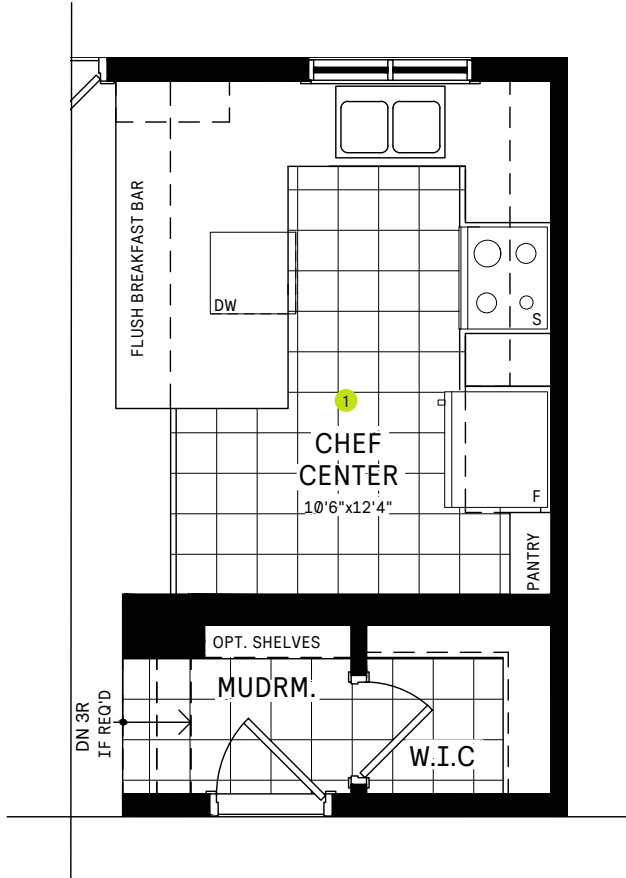 FLUSH BREAKFAST BAR
DW
S
1
CHEF
CENTER
10'6"x12'4"
F
PANTRY
OPT. SHELVES
MUDRM.
DN 3R
IF REQ'D
W.I.C